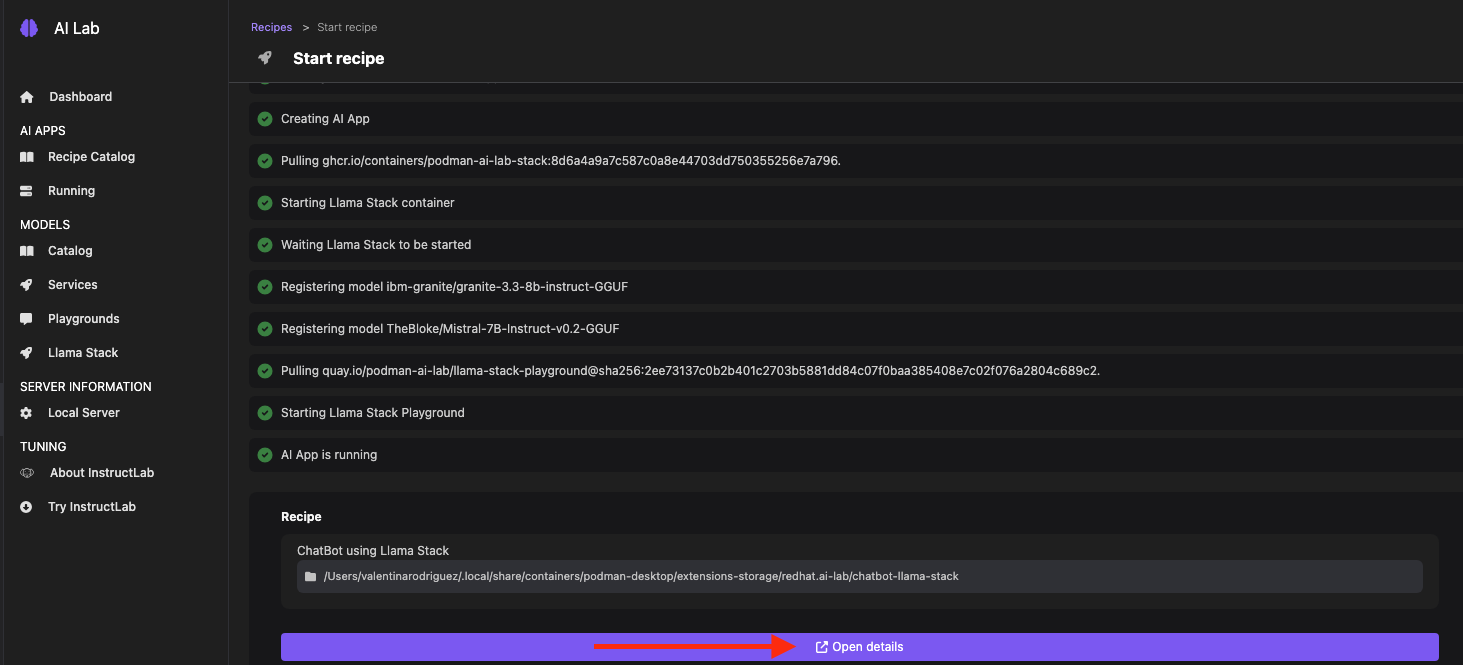 AI Lab
Dashboard
AI APPS
Recipe Catalog
Running
MODELS
Catalog
Services
Playgrounds
Llama Stack
SERVER INFORMATION
Local Server
TUNING
About InstructLab
Try InstructLab
Recipes > Start recipe
Start recipe
Creating AI App
Pulling ghcr.io/containers/podman-ai-lab-stack:8d6a4a9a7c587c0a8e44703dd750355256e7a796.
Starting Llama Stack container
Waiting Llama Stack to be started
Registering model ibm-granite/granite-3.3-8b-instruct-GGUF
Registering model TheBloke/Mistral-7B-Instruct-v0.2-GGUF
Pulling quay.io/podman-ai-lab/llama-stack-playground@sha256:2ee73137c0b2b401c2703b5881dd84c07f0baa385408e7c02f076a2804c689c2.
Starting Llama Stack Playground
AI App is running
Recipe
ChatBot using Llama Stack
/Users/valentinarodriguez/.local/share/containers/podman-desktop/extensions-storage/redhat.ai-lab/chatbot-llama-stack
Open details